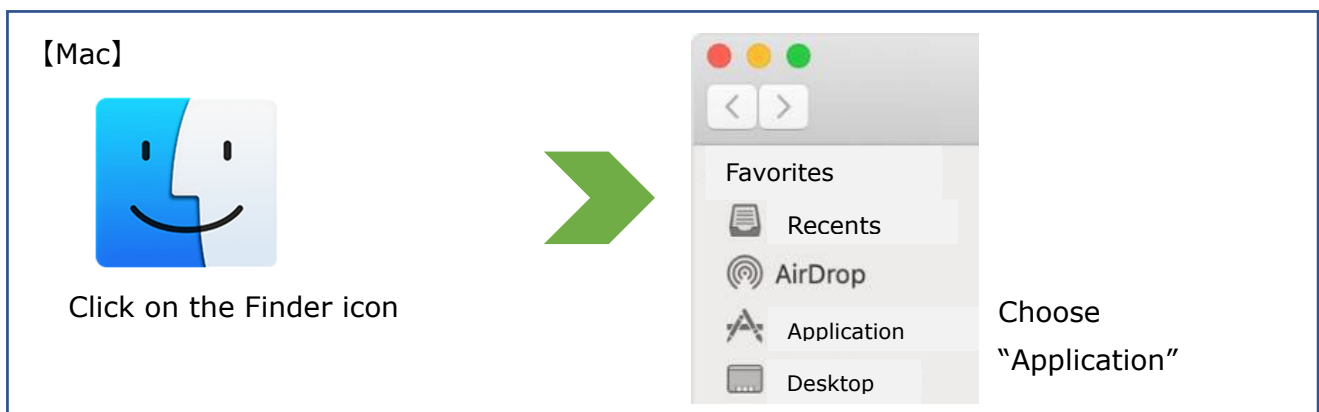 【Mac】
Click on the Finder icon
Favorites
Recents
AirDrop
Application
Desktop
Choose
“Application”